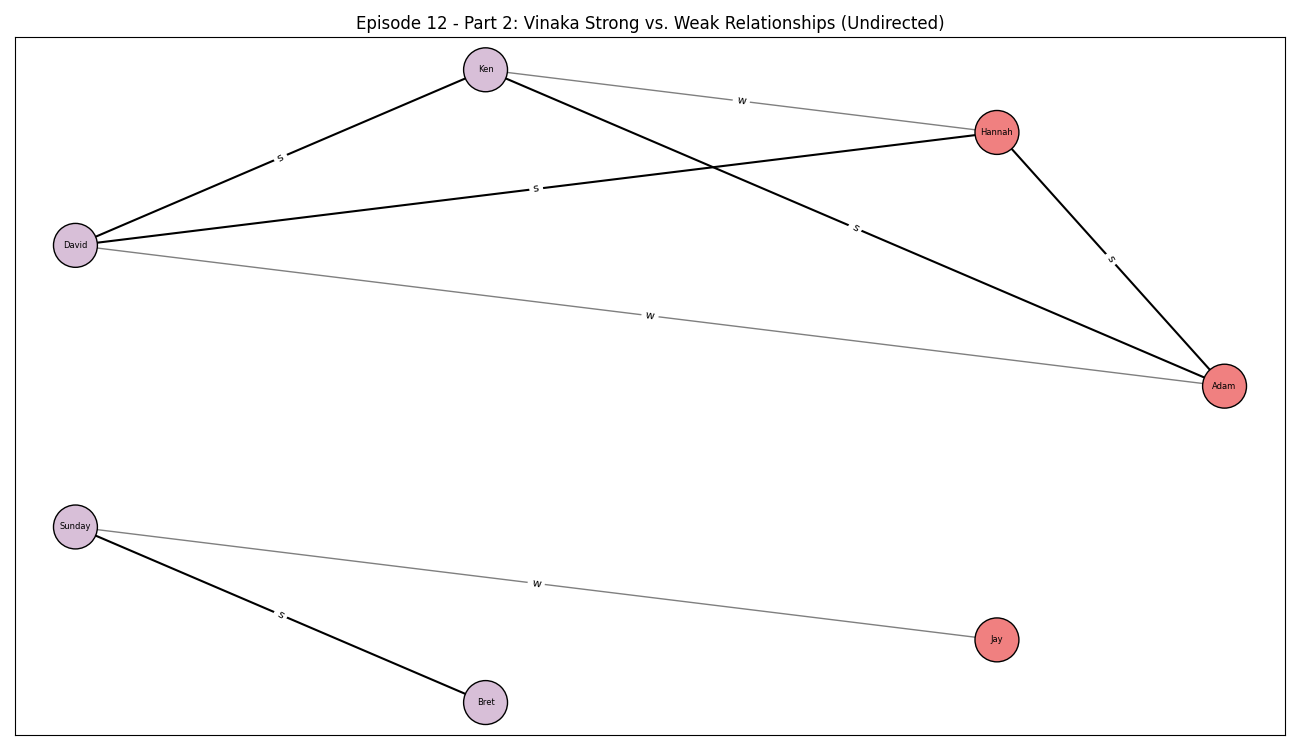 Episode 12 - Part 2: Vinaka Strong vs. Weak Relationships (Undirected)
Ken
w
Hannah
s
s
s
David
s
w
Adam
Sunday
w
s
Jay
Bret